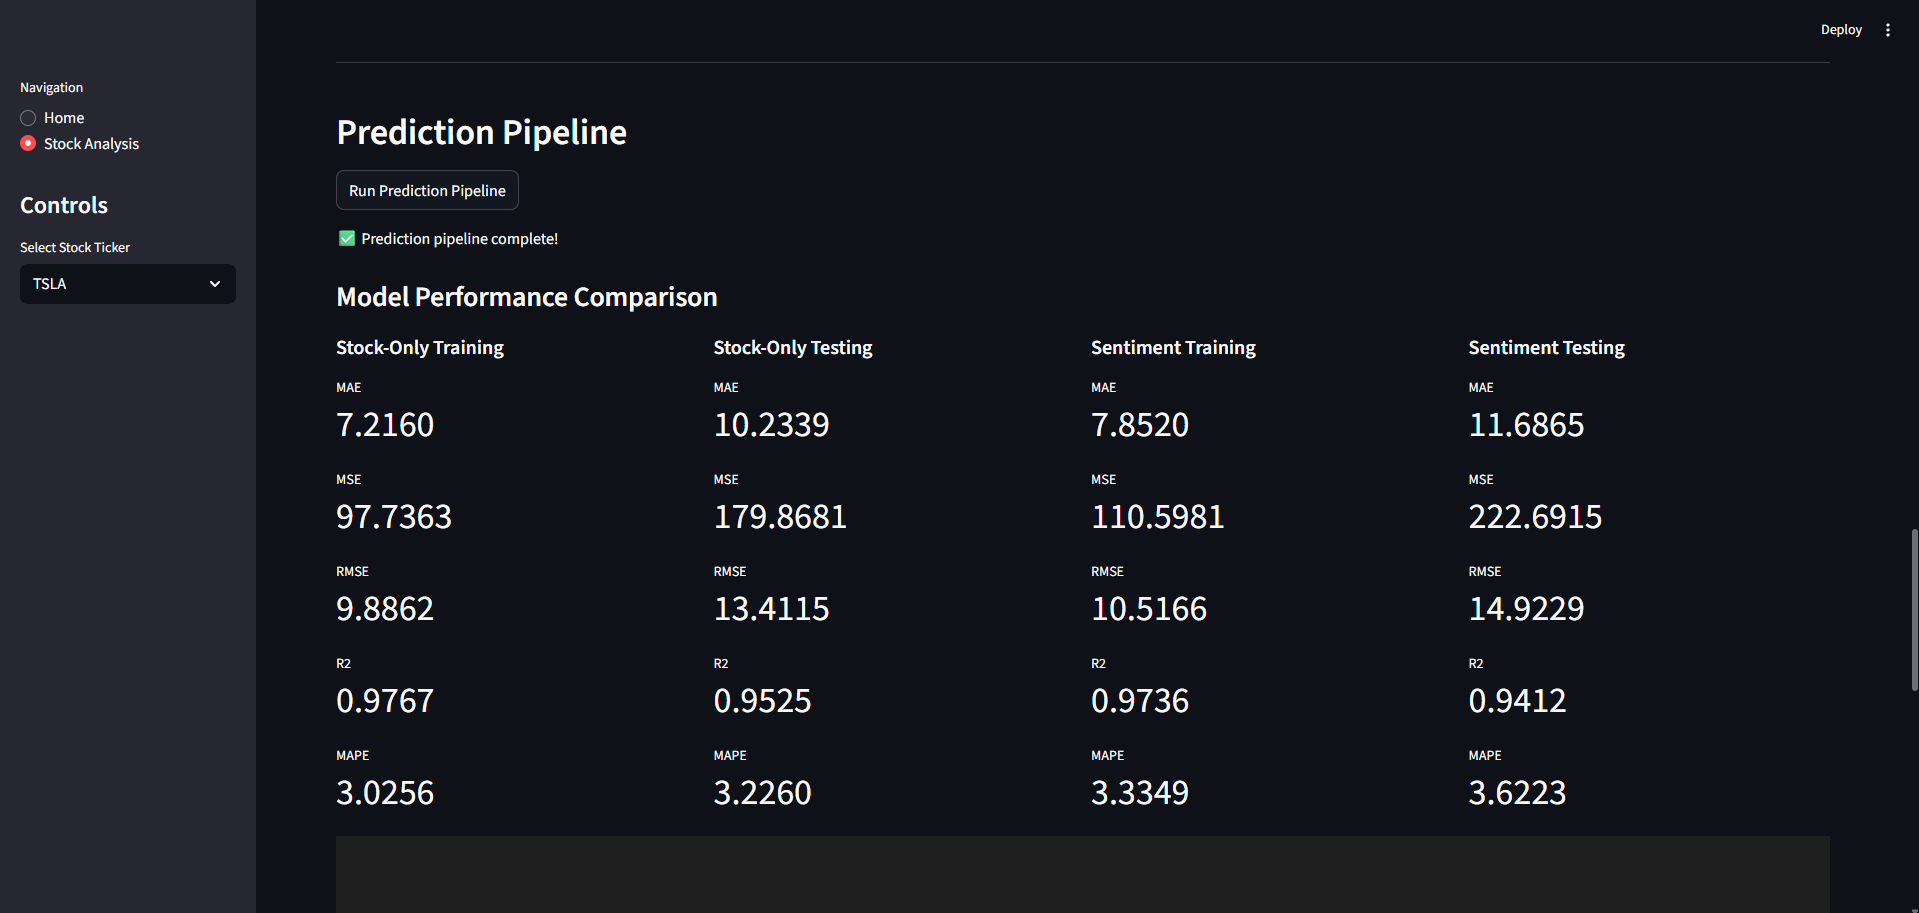 Deploy
Navigation
Home
Stock Analysis
Controls
Select Stock Ticker
TSLA
Prediction Pipeline
Run Prediction Pipeline
Prediction pipeline complete!
Model Performance Comparison
Stock-Only Training
MAE
7.2160
MSE
97.7363
RMSE
9.8862
R2
0.9767
MAPE
3.0256
Stock-Only Testing
MAE
10.2339
MSE
179.8681
RMSE
13.4115
R2
0.9525
MAPE
3.2260
Sentiment Training
MAE
7.8520
MSE
110.5981
RMSE
10.5166
R2
0.9736
MAPE
3.3349
Sentiment Testing
MAE
11.6865
MSE
222.6915
RMSE
14.9229
R2
0.9412
MAPE
3.6223